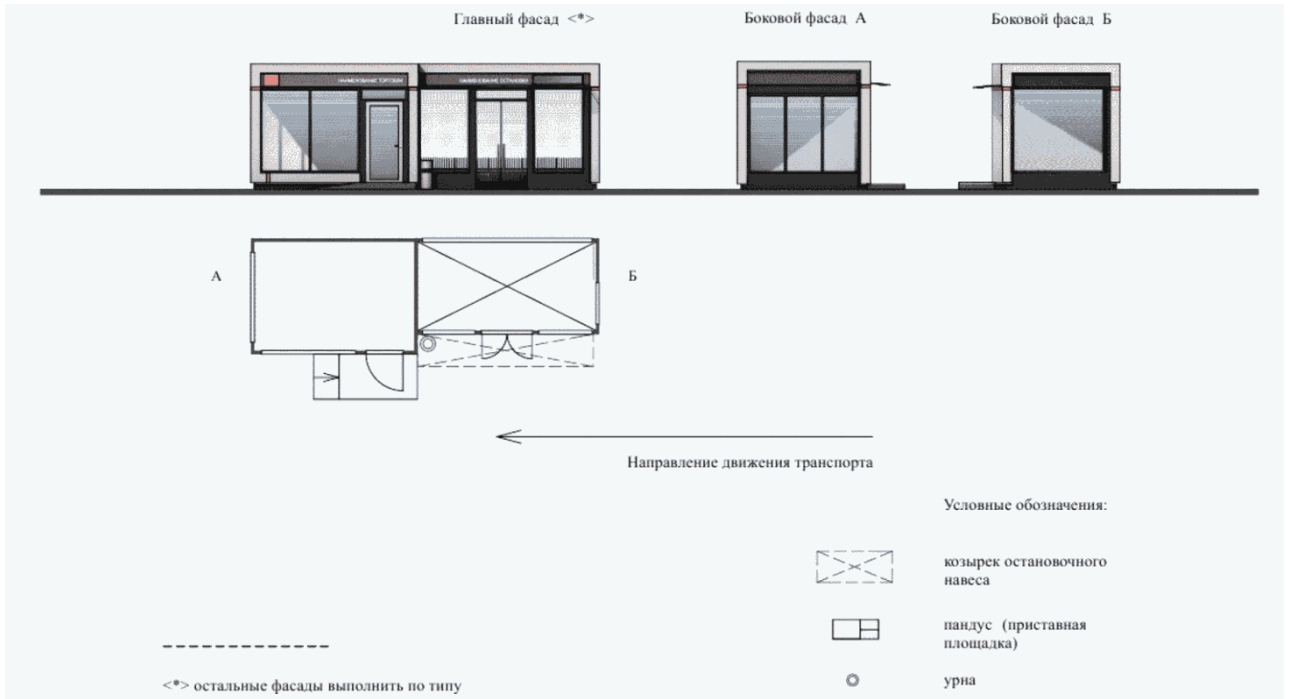 Главный фасад <*>
Боковой фасад А
Боковой фасад Б
НАИМЕНОВАНИЕ ТОРГОВЛИ
НАИМЕНОВАНИЕ ОСТАНОВКИ
А
Б
Направление движения транспорта
Условные обозначения:
козырек остановочного
навеса
пандус (приставная
площадка)
урна
<*> остальные фасады выполнить по типу